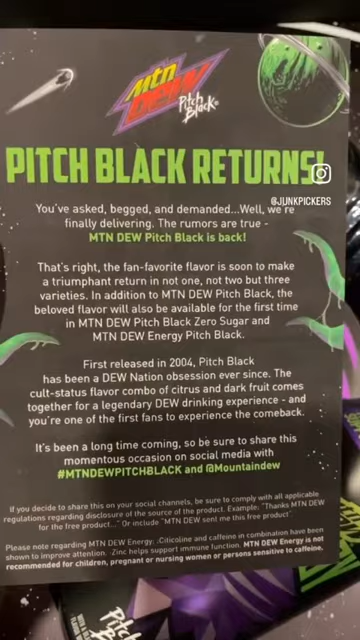 Mtn
DEW
Pitch
Black
PITCH BLACK RETURNS!
@JUNKPICKERS
You've asked, begged, and demanded...Well, we're
finally delivering. The rumors are true -
MTN DEW Pitch Black is back!
That's right, the fan-favorite flavor is soon to make
a triumphant return in not one, not two but three
varieties. In addition to MTN DEW Pitch Black, the
beloved flavor will also be available for the first time
in MTN DEW Pitch Black Zero Sugar and
MTN DEW Energy Pitch Black.
First released in 2004, Pitch Black
has been a DEW Nation obsession ever since. The
cult-status flavor combo of citrus and dark fruit comes
together for a legendary DEW drinking experience - and
you're one of the first fans to experience the comeback.
It's been a long time coming, so be sure to share this
momentous occasion on social media with
#MTNDEWPITCHBLACK and @Mountaindew
If you decide to share this on your social channels, be sure to comply with all applicable
regulations regarding disclosure of the source of the product. Example: "Thanks MTN DEW
for the free product..." Or include "MTN DEW sent me this free product"
Please note regarding MTN DEW Energy: Citicoline and caffeine in combination have been
shown to improve attention. Zinc helps support immune function. MTN DEW Energy is not
recommended for children, pregnant or nursing women or persons sensitive to caffeine.
Pitch